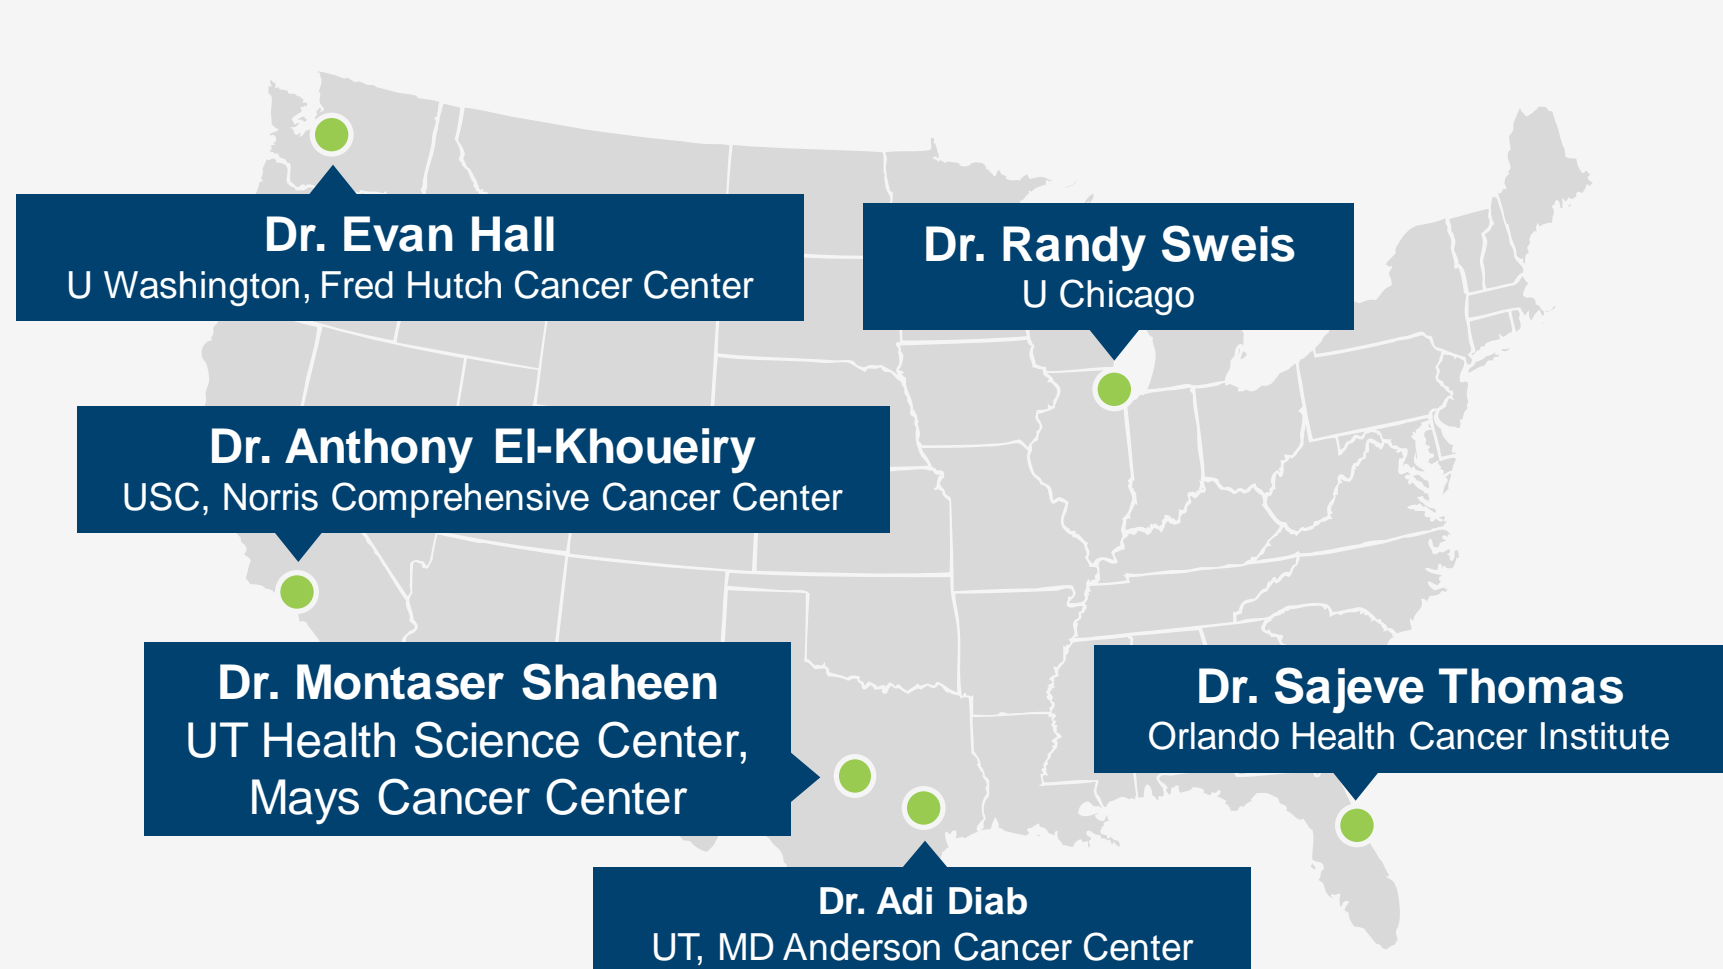 Dr. Evan Hall
U Washington, Fred Hutch Cancer Center
Dr. Randy Sweis
U Chicago
Dr. Anthony El-Khoueiry
USC, Norris Comprehensive Cancer Center
Dr. Montaser Shaheen
UT Health Science Center,
Mays Cancer Center
Dr. Sajeve Thomas
Orlando Health Cancer Institute
Dr. Adi Diab
UT, MD Anderson Cancer Center